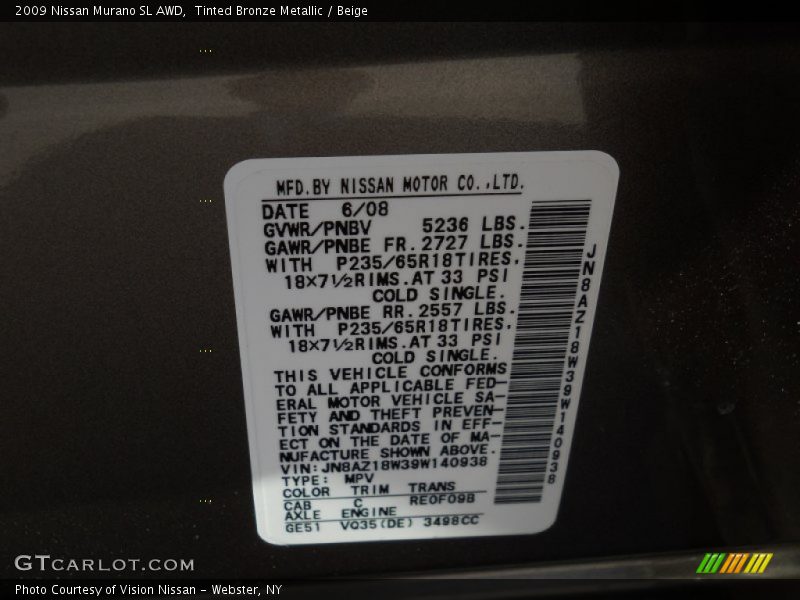 2009 Nissan Murano SL AWD,  Tinted Bronze Metallic / Beige
MFD.BY NISSAN MOTOR CO.,LTD.
DATE 6/08
GVWR/PNBV 5236 LBS.
GAWR/PNBE FR.2727 LBS.
WITH P235/65R18TIRES,
18×7½RIMS.AT 33 PSI
COLD SINGLE.
GAWR/PNBE RR.2557 LBS.
WITH P235/65R18TIRES,
18×7½RIMS.AT 33 PSI
COLD SINGLE.
THIS VEHICLE CONFORMS
TO ALL APPLICABLE FED-
ERAL MOTOR VEHICLE SA-
FETY AND THEFT PREVEN-
TION STANDARDS IN EFF-
ECT ON THE DATE OF MA-
NUFACTURE SHOWN ABOVE.
VIN:JN8AZ18W39W140938
TYPE: MPV
COLOR TRIM TRANS
CAB C RE0F09B
AXLE ENGINE
GE51 VQ35(DE) 3498CC
JN8AZ18W39W140938
GTCARLOT.COM
Photo Courtesy of Vision Nissan - Webster, NY